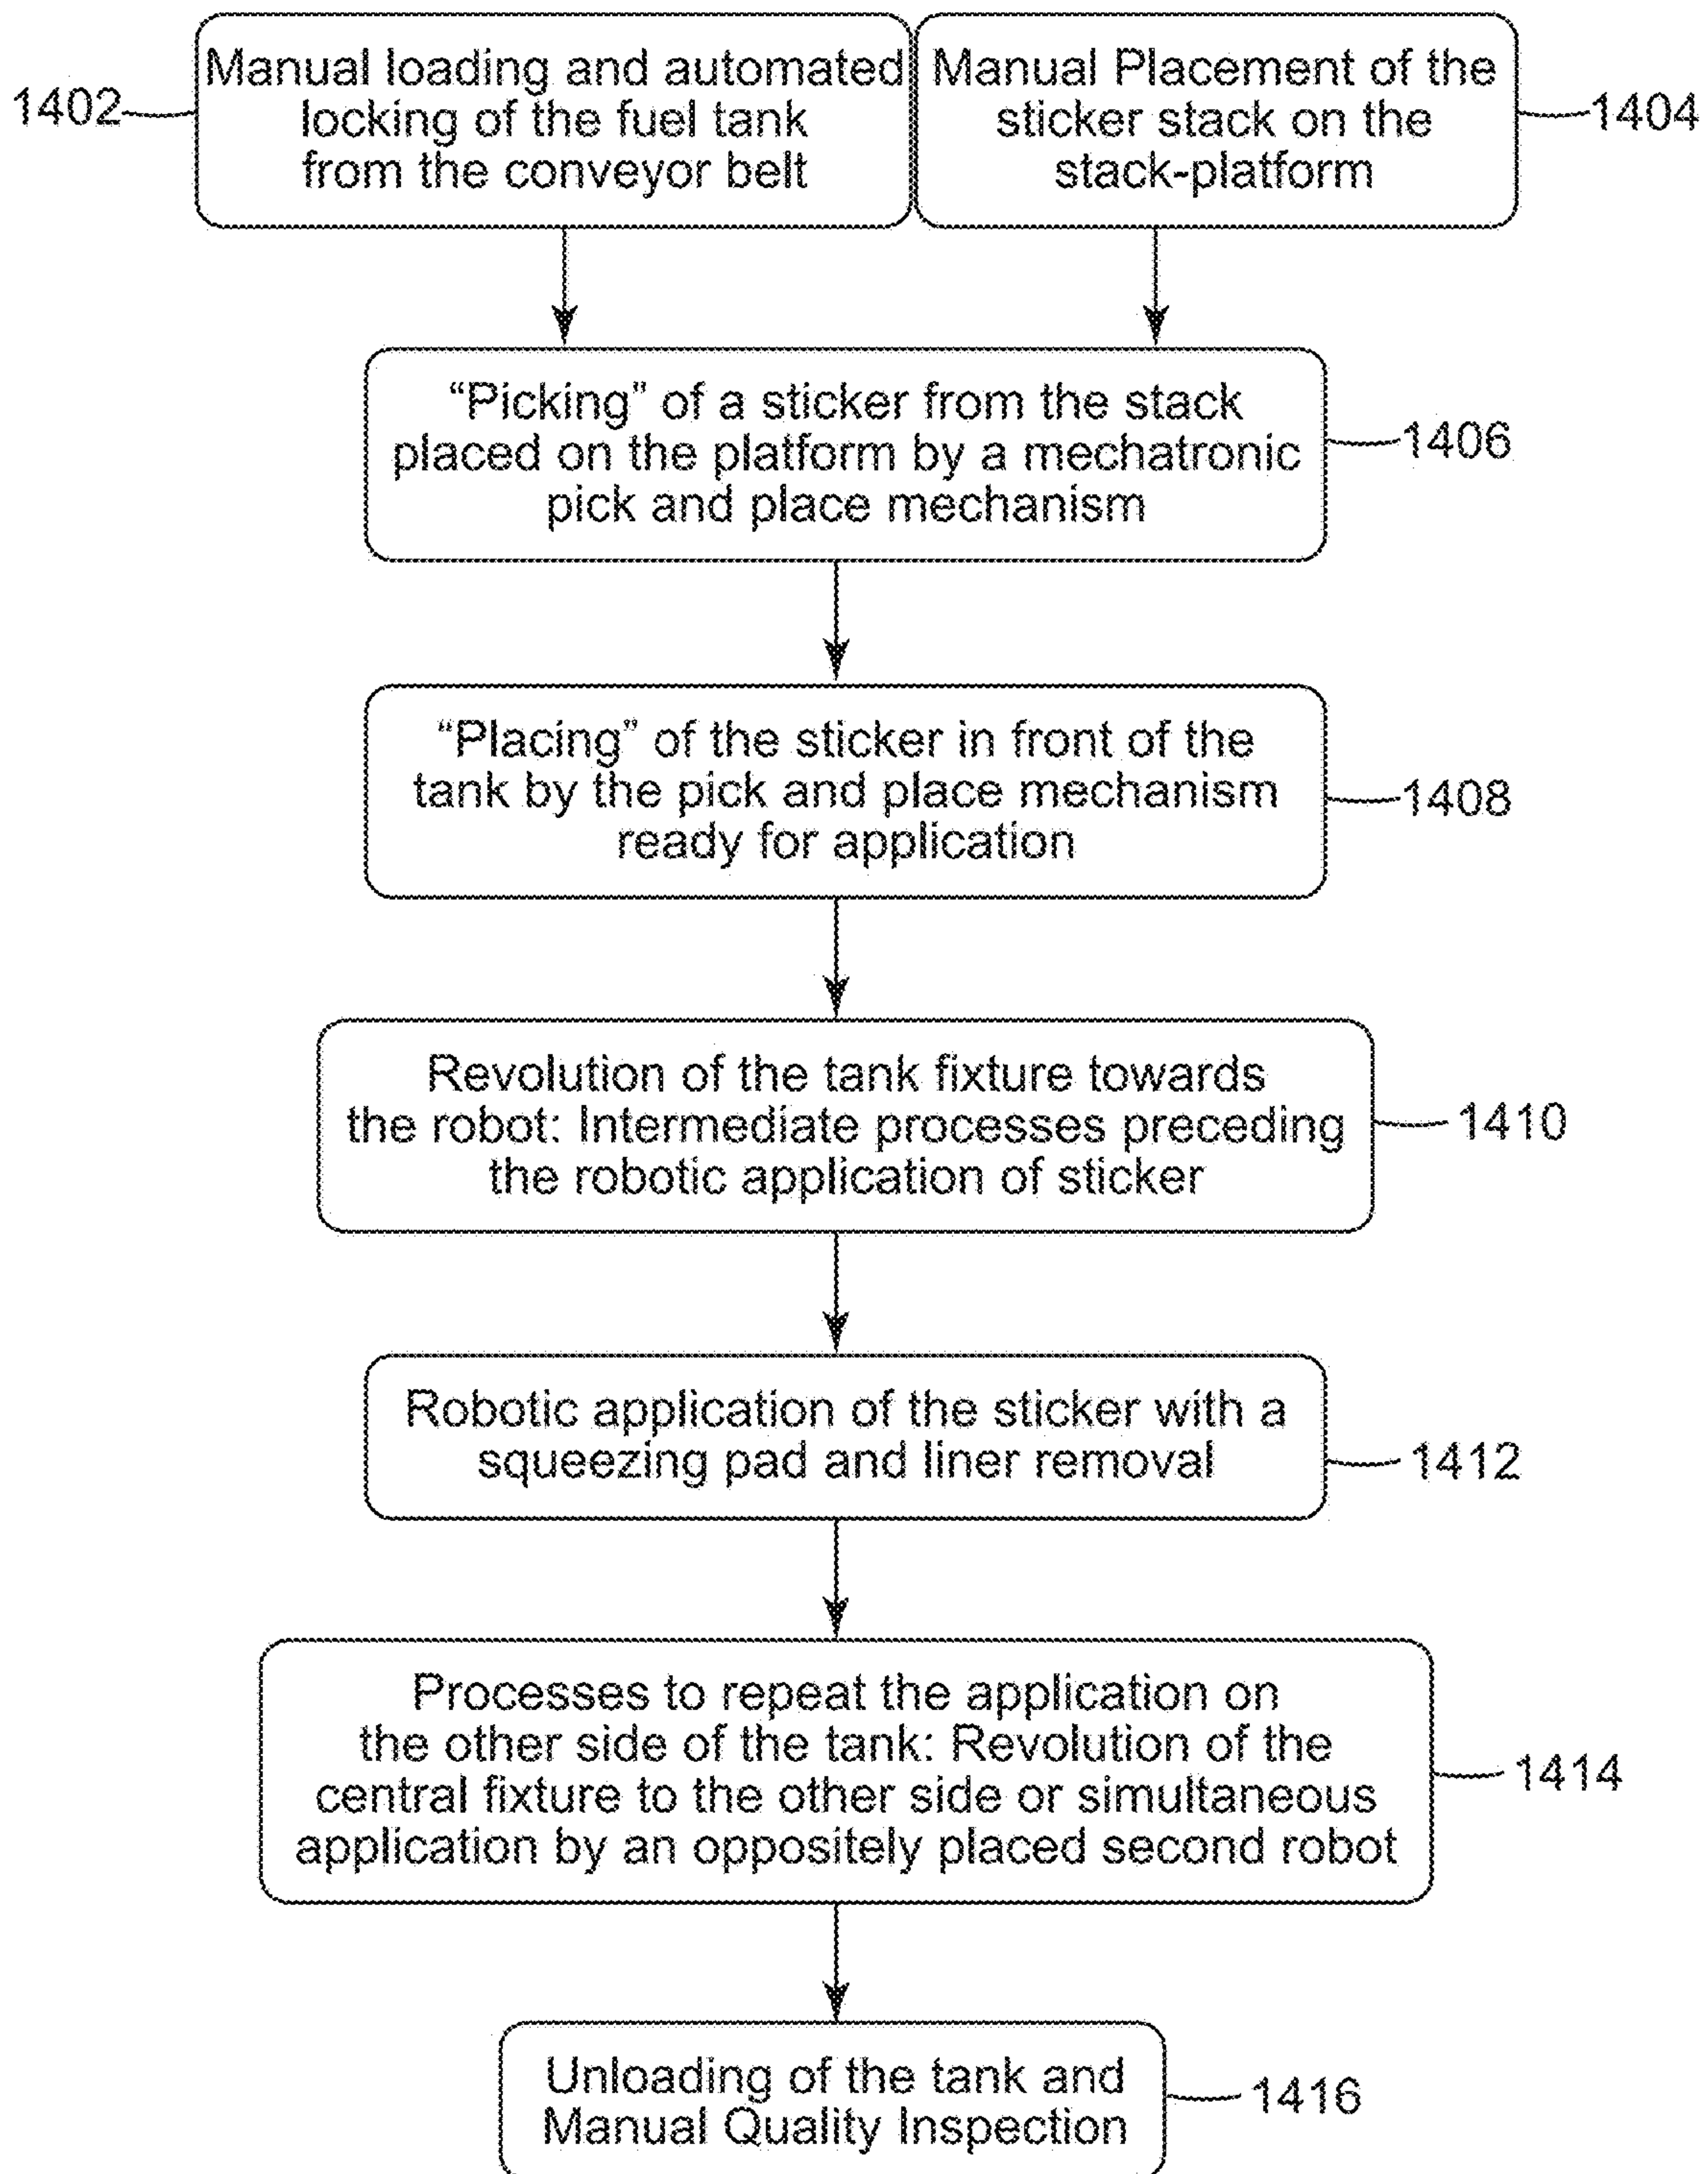 1402
Manual loading and automated
locking of the fuel tank
from the conveyor belt
Manual Placement of the
sticker stack on the
stack-platform
1404
“Picking” of a sticker from the stack
placed on the platform by a mechatronic
pick and place mechanism
1406
“Placing” of the sticker in front of the
tank by the pick and place mechanism
ready for application
1408
Revolution of the tank fixture towards
the robot: Intermediate processes preceding
the robotic application of sticker
1410
Robotic application of the sticker with a
squeezing pad and liner removal
1412
Processes to repeat the application on
the other side of the tank: Revolution of the
central fixture to the other side or simultaneous
application by an oppositely placed second robot
1414
Unloading of the tank and
Manual Quality Inspection
1416